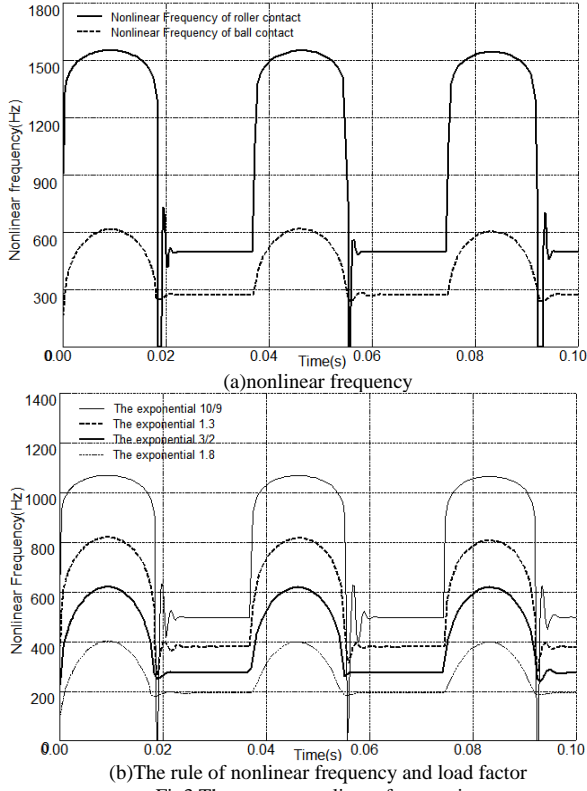 1800
Nonlinear Frequency of roller contact
Nonlinear Frequency of ball contact
1500
1200
900
600
300
0
Nonlinear frequency(Hz)
0.00 0.02 0.04 0.06 0.08 0.10
Time(s)
(a)nonlinear frequency
1400
The exponential 10/9
The exponential 1.3
The exponential 3/2
The exponential 1.8
1200
1000
800
600
400
200
0
Nonlinear Frequency(Hz)
0.00 0.02 0.04 0.06 0.08 0.10
Time(s)
(b)The rule of nonlinear frequency and load factor